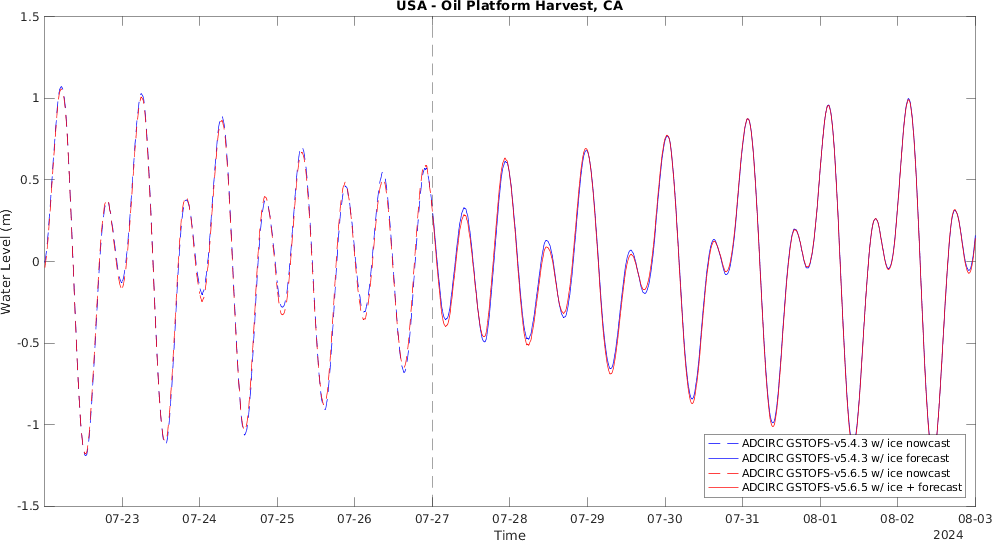 USA - Oil Platform Harvest, CA
1.5
1
0.5
0
-0.5
-1
-1.5
Water Level (m)
ADCIRC GSTOFS-v5.4.3 w/ ice nowcast
ADCIRC GSTOFS-v5.4.3 w/ ice forecast
ADCIRC GSTOFS-v5.6.5 w/ ice nowcast
ADCIRC GSTOFS-v5.6.5 w/ ice + forecast
07-23 07-24 07-25 07-26 07-27 07-28 07-29 07-30 07-31 08-01 08-02 08-03
Time
2024